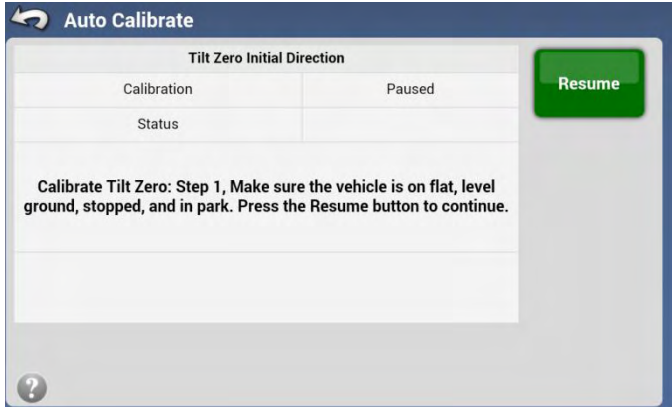 Auto Calibrate
Tilt Zero Initial Direction
Calibration Paused
Resume
Status
Calibrate Tilt Zero: Step 1, Make sure the vehicle is on flat, level
ground, stopped, and in park. Press the Resume button to continue.
?